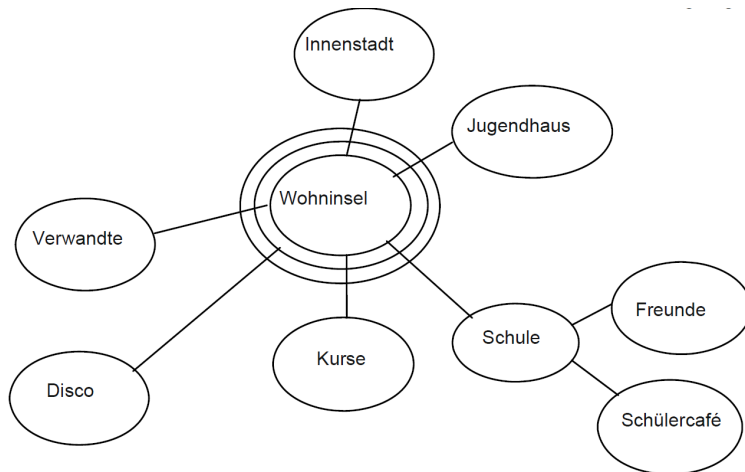 Innenstadt
Jugendhaus
Wohninsel
Verwandte
Freunde
Schule
Kurse
Disco
Schülercafé